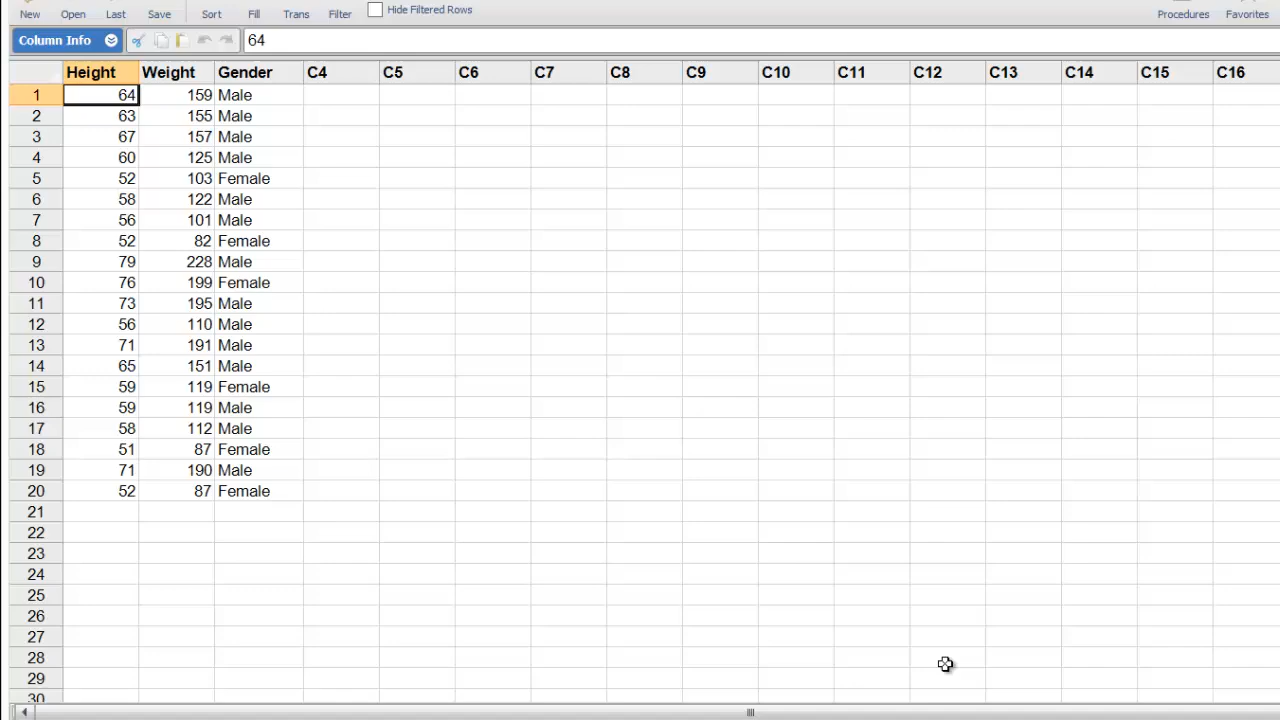 New Open Last Save Sort Fill Trans Filter Hide Filtered Rows Procedures Favorites
Column Info 64
Height Weight Gender C4 C5 C6 C7 C8 C9 C10 C11 C12 C13 C14 C15 C16
1 64 159 Male
2 63 155 Male
3 67 157 Male
4 60 125 Male
5 52 103 Female
6 58 122 Male
7 56 101 Male
8 52 82 Female
9 79 228 Male
10 76 199 Female
11 73 195 Male
12 56 110 Male
13 71 191 Male
14 65 151 Male
15 59 119 Female
16 59 119 Male
17 58 112 Male
18 51 87 Female
19 71 190 Male
20 52 87 Female
21
22
23
24
25
26
27
28
29
30